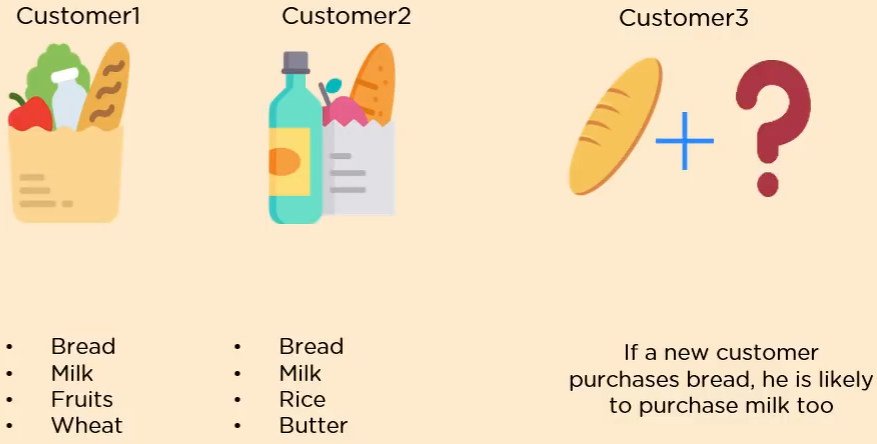 Customer1
Customer2
Customer3
• Bread
• Milk
• Fruits
• Wheat
• Bread
• Milk
• Rice
• Butter
If a new customer
purchases bread, he is likely
to purchase milk too